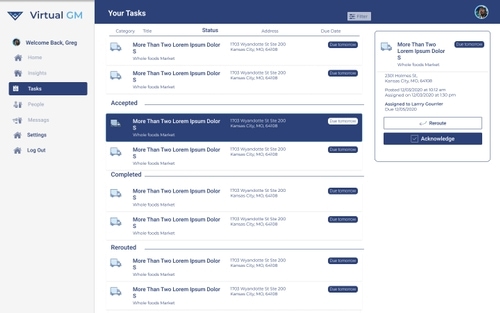 Virtual GM
Your Tasks
Filter
Welcome Back, Greg
Home
Insights
Tasks
People
Message
Settings
Log Out
Category Title Status Address Due Date
More Than Two Lorem Ipsum Dolor S
Whole foods Market
1703 Wyandotte St Ste 200
Kansas City, MO, 64108
Due tomorrow
More Than Two Lorem Ipsum Dolor S
Whole foods Market
1703 Wyandotte St Ste 200
Kansas City, MO, 64108
Due tomorrow
Accepted
More Than Two Lorem Ipsum Dolor S
Whole foods Market
1703 Wyandotte St Ste 200
Kansas City, MO, 64108
Due tomorrow
More Than Two Lorem Ipsum Dolor S
Whole foods Market
1703 Wyandotte St Ste 200
Kansas City, MO, 64108
Due tomorrow
Completed
More Than Two Lorem Ipsum Dolor S
Whole foods Market
1703 Wyandotte St Ste 200
Kansas City, MO, 64108
Due tomorrow
More Than Two Lorem Ipsum Dolor S
Whole foods Market
1703 Wyandotte St Ste 200
Kansas City, MO, 64108
Due tomorrow
Rerouted
More Than Two Lorem Ipsum Dolor S
Whole foods Market
1703 Wyandotte St Ste 200
Kansas City, MO, 64108
Due tomorrow
More Than Two Lorem Ipsum Dolor S
Whole foods Market
1703 Wyandotte St Ste 200
Kansas City, MO, 64108
Due tomorrow
More Than Two
Lorem Ipsum Dolor
S
Whole foods Market
Due tomorrow
2301 Holmes St,
Kansas City, MO, 64108
Posted 12/03/2020 at 10:12 am
Assigned on 12/03/2020 at 1:30 pm
Assigned to Larry Gounter
Due 12/05/2020
Reroute
Acknowledge